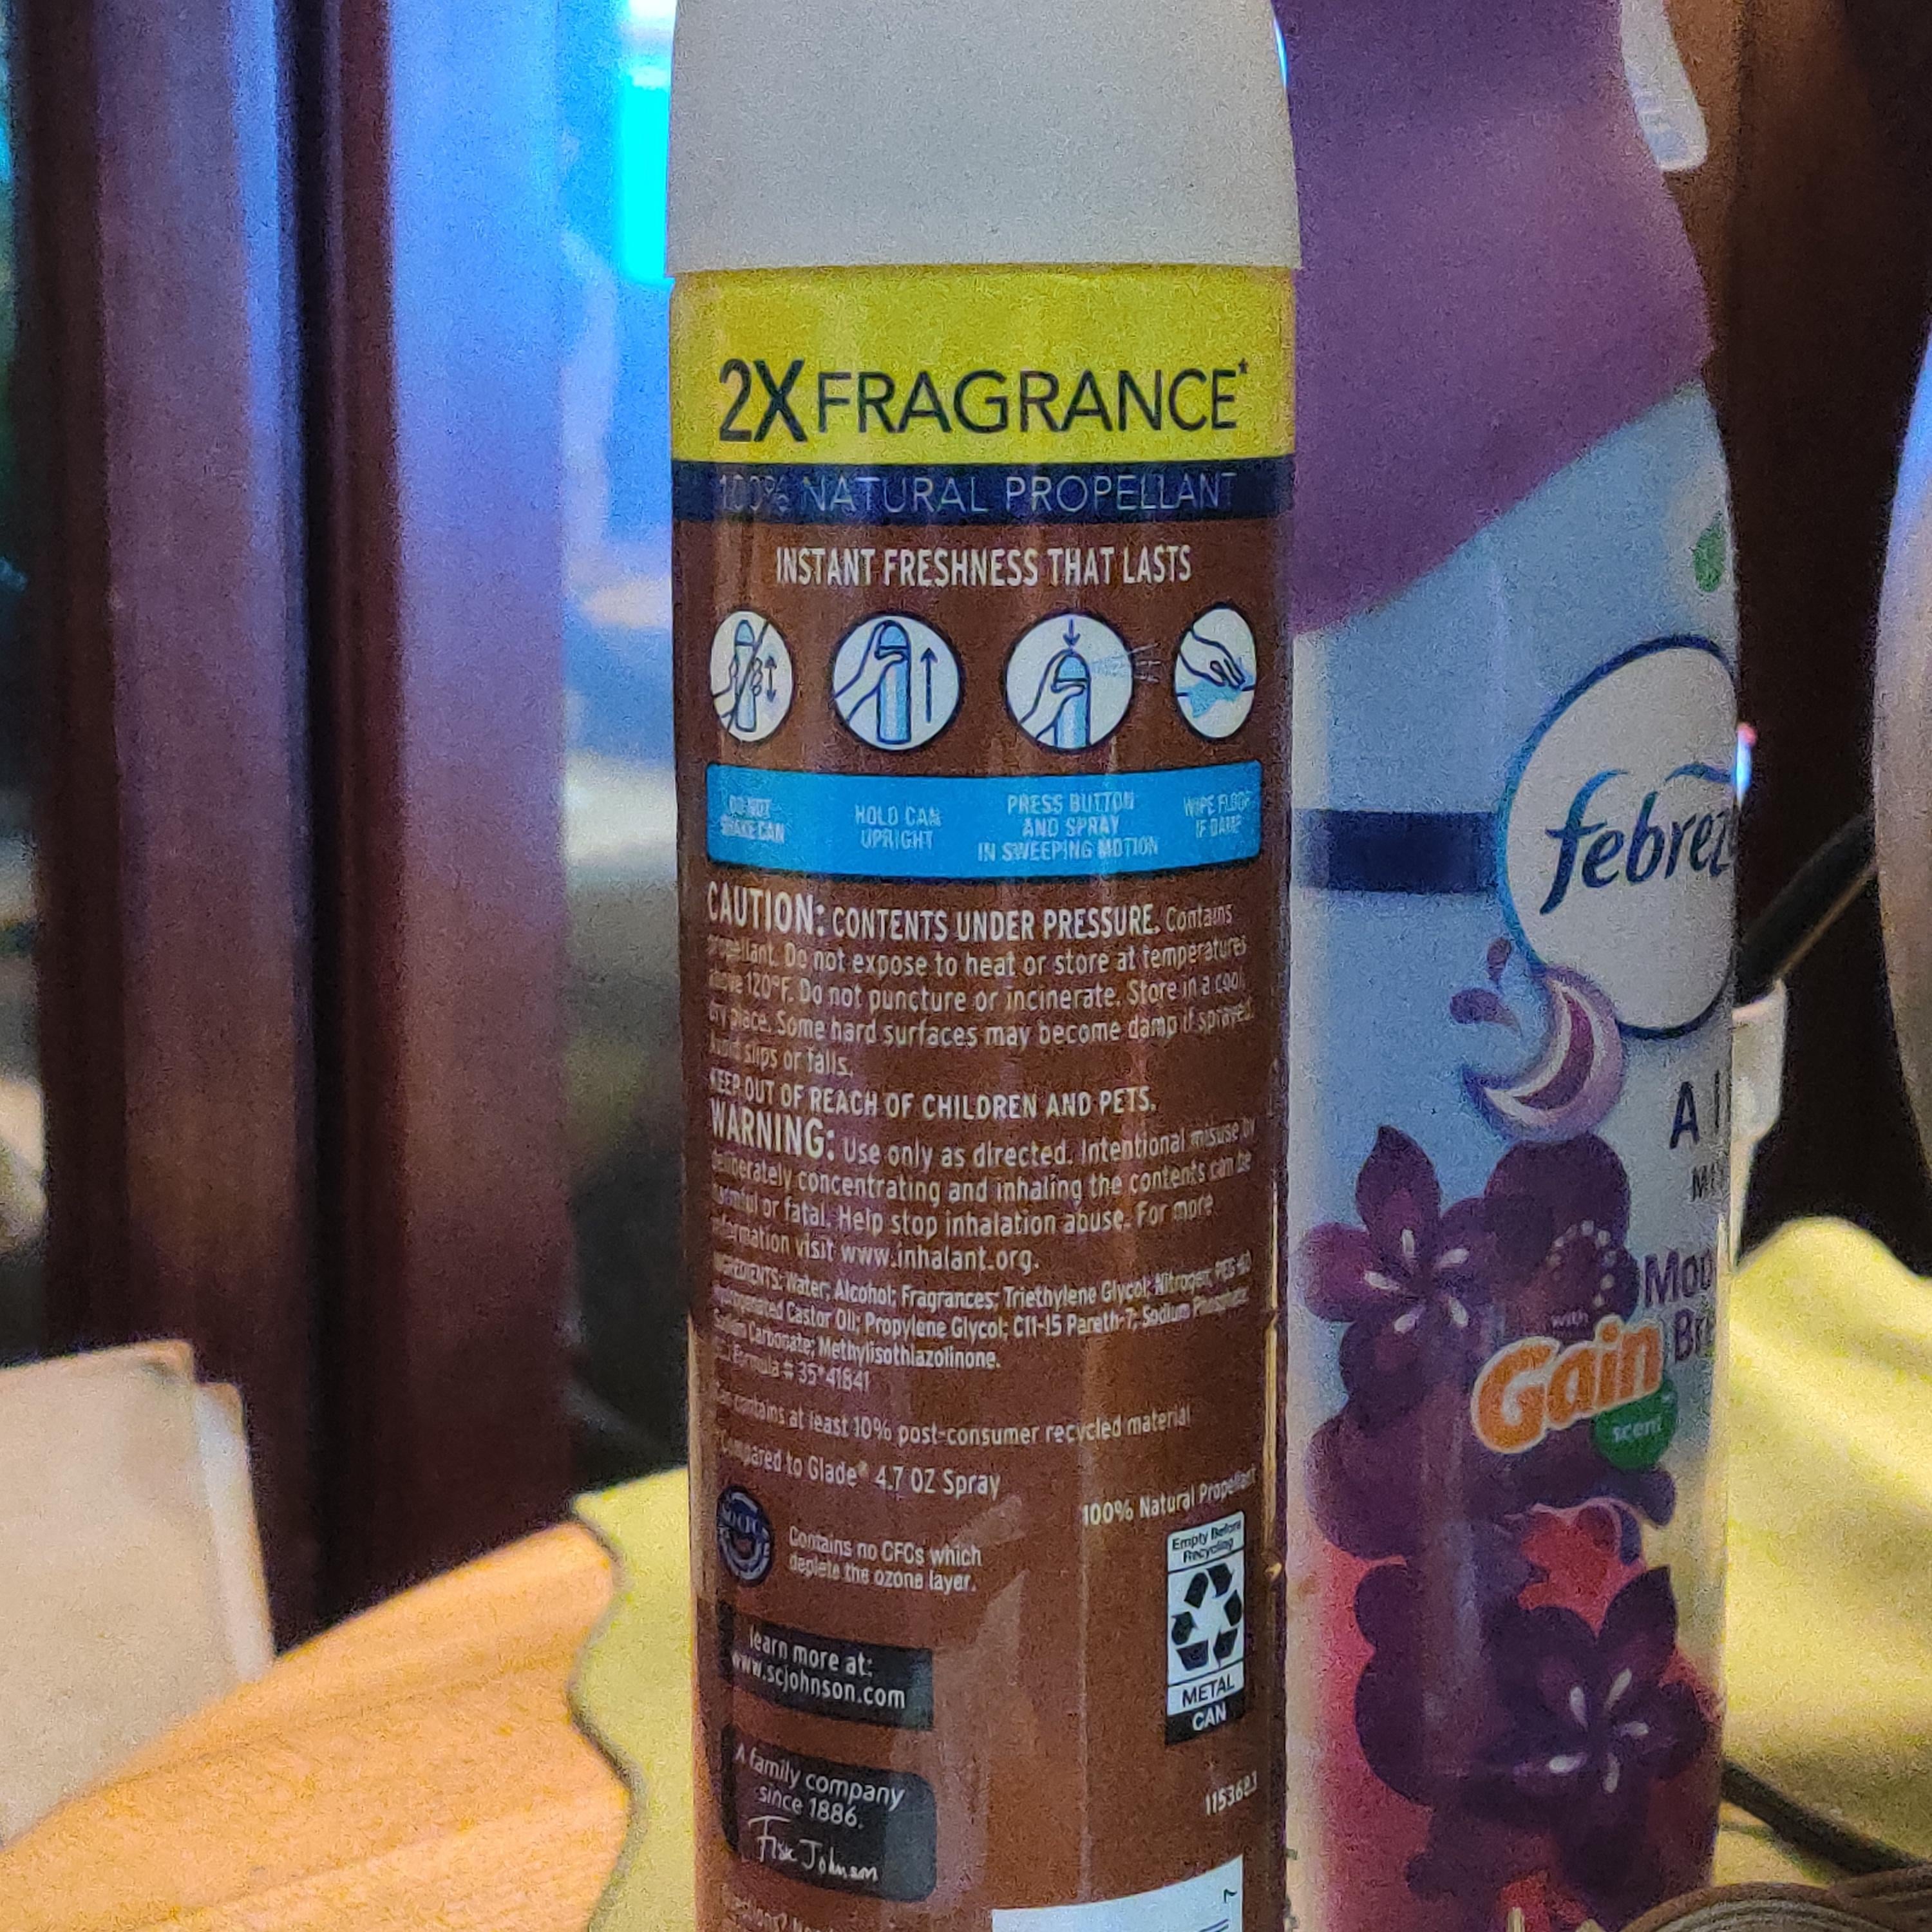 2X FRAGRANCE*
100% NATURAL PROPELLANT
INSTANT FRESHNESS THAT LASTS
DO NOT
SHAKE CAN
HOLD CAN
UPRIGHT
PRESS BUTTON
AND SPRAY
IN SWEEPING MOTION
WIPE FLOOR
IF DAMP
CAUTION: CONTENTS UNDER PRESSURE. Contains
propellant. Do not expose to heat or store at temperatures
above 120°F. Do not puncture or incinerate. Store in a cool,
dry place. Some hard surfaces may become damp if sprayed.
Avoid slips or falls.
KEEP OUT OF REACH OF CHILDREN AND PETS.
WARNING: Use only as directed. Intentional misuse by
deliberately concentrating and inhaling the contents can be
harmful or fatal. Help stop inhalation abuse. For more
information visit www.inhalant.org.
INGREDIENTS: Water; Alcohol; Fragrances; Triethylene Glycol; Nitrogen; PEG-40
Hydrogenated Castor Oil; Propylene Glycol; C11-15 Pareth-7; Sodium Phosphate;
Sodium Carbonate; Methylisothiazolinone.
Formula # 35*41841
Can contains at least 10% post-consumer recycled material
*Compared to Glade® 4.7 OZ Spray
100% Natural Propellant
NO CFCs
Contains no CFCs which
deplete the ozone layer.
Empty Before
Recycling
METAL
CAN
learn more at:
www.scjohnson.com
A family company
since 1886.
Fisk Johnson
1153683
Questions?
febrez
A I
Moo
Br
with
Gain
scent